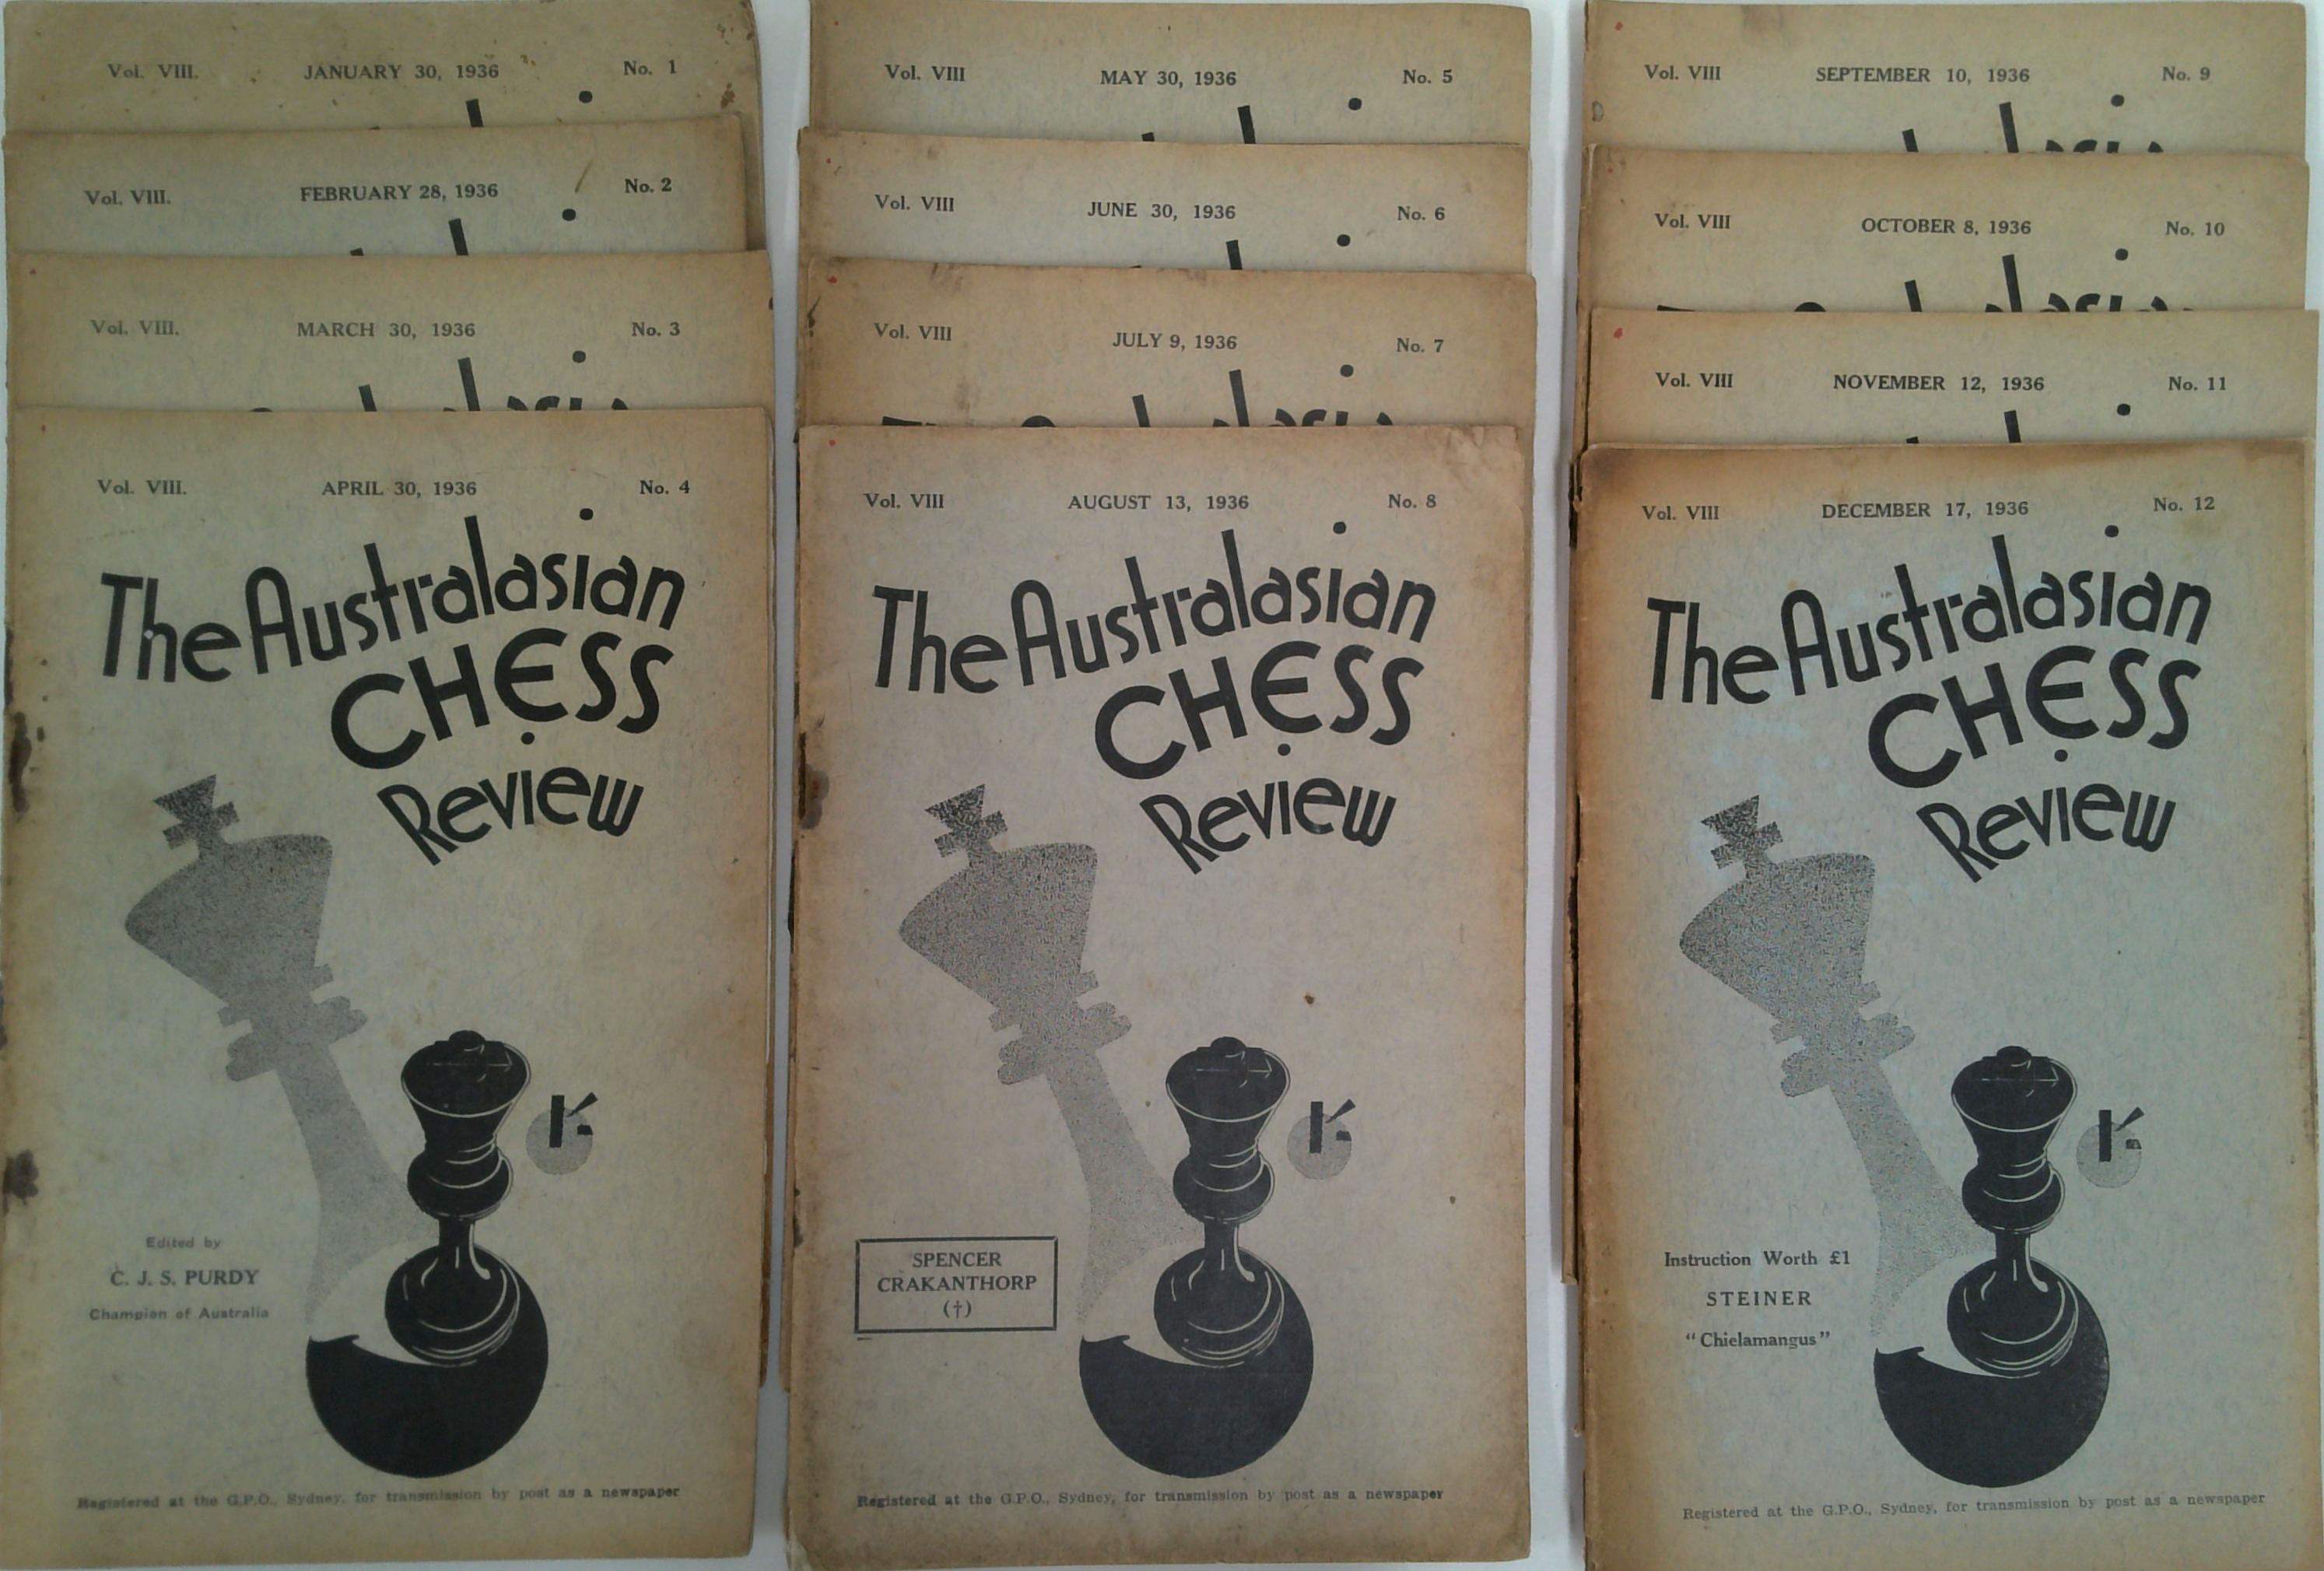 Vol. VIII. JANUARY 30, 1936 No. 1
Vol. VIII. FEBRUARY 28, 1936 No. 2
Vol. VIII. MARCH 30, 1936 No. 3
Vol. VIII. APRIL 30, 1936 No. 4
The Australasian
CHESS
Review
1/-
Edited by
C. J. S. PURDY
Champion of Australia
Registered at the G.P.O., Sydney, for transmission by post as a newspaper
Vol. VIII MAY 30, 1936 No. 5
Vol. VIII JUNE 30, 1936 No. 6
Vol. VIII JULY 9, 1936 No. 7
Vol. VIII AUGUST 13, 1936 No. 8
The Australasian
CHESS
Review
1/-
SPENCER
CRAKANTHORP
(†)
Registered at the G.P.O., Sydney, for transmission by post as a newspaper
Vol. VIII SEPTEMBER 10, 1936 No. 9
Vol. VIII OCTOBER 8, 1936 No. 10
Vol. VIII NOVEMBER 12, 1936 No. 11
Vol. VIII DECEMBER 17, 1936 No. 12
The Australasian
CHESS
Review
1/-
Instruction Worth £1
STEINER
"Chielamangus"
Registered at the G.P.O., Sydney, for transmission by post as a newspaper